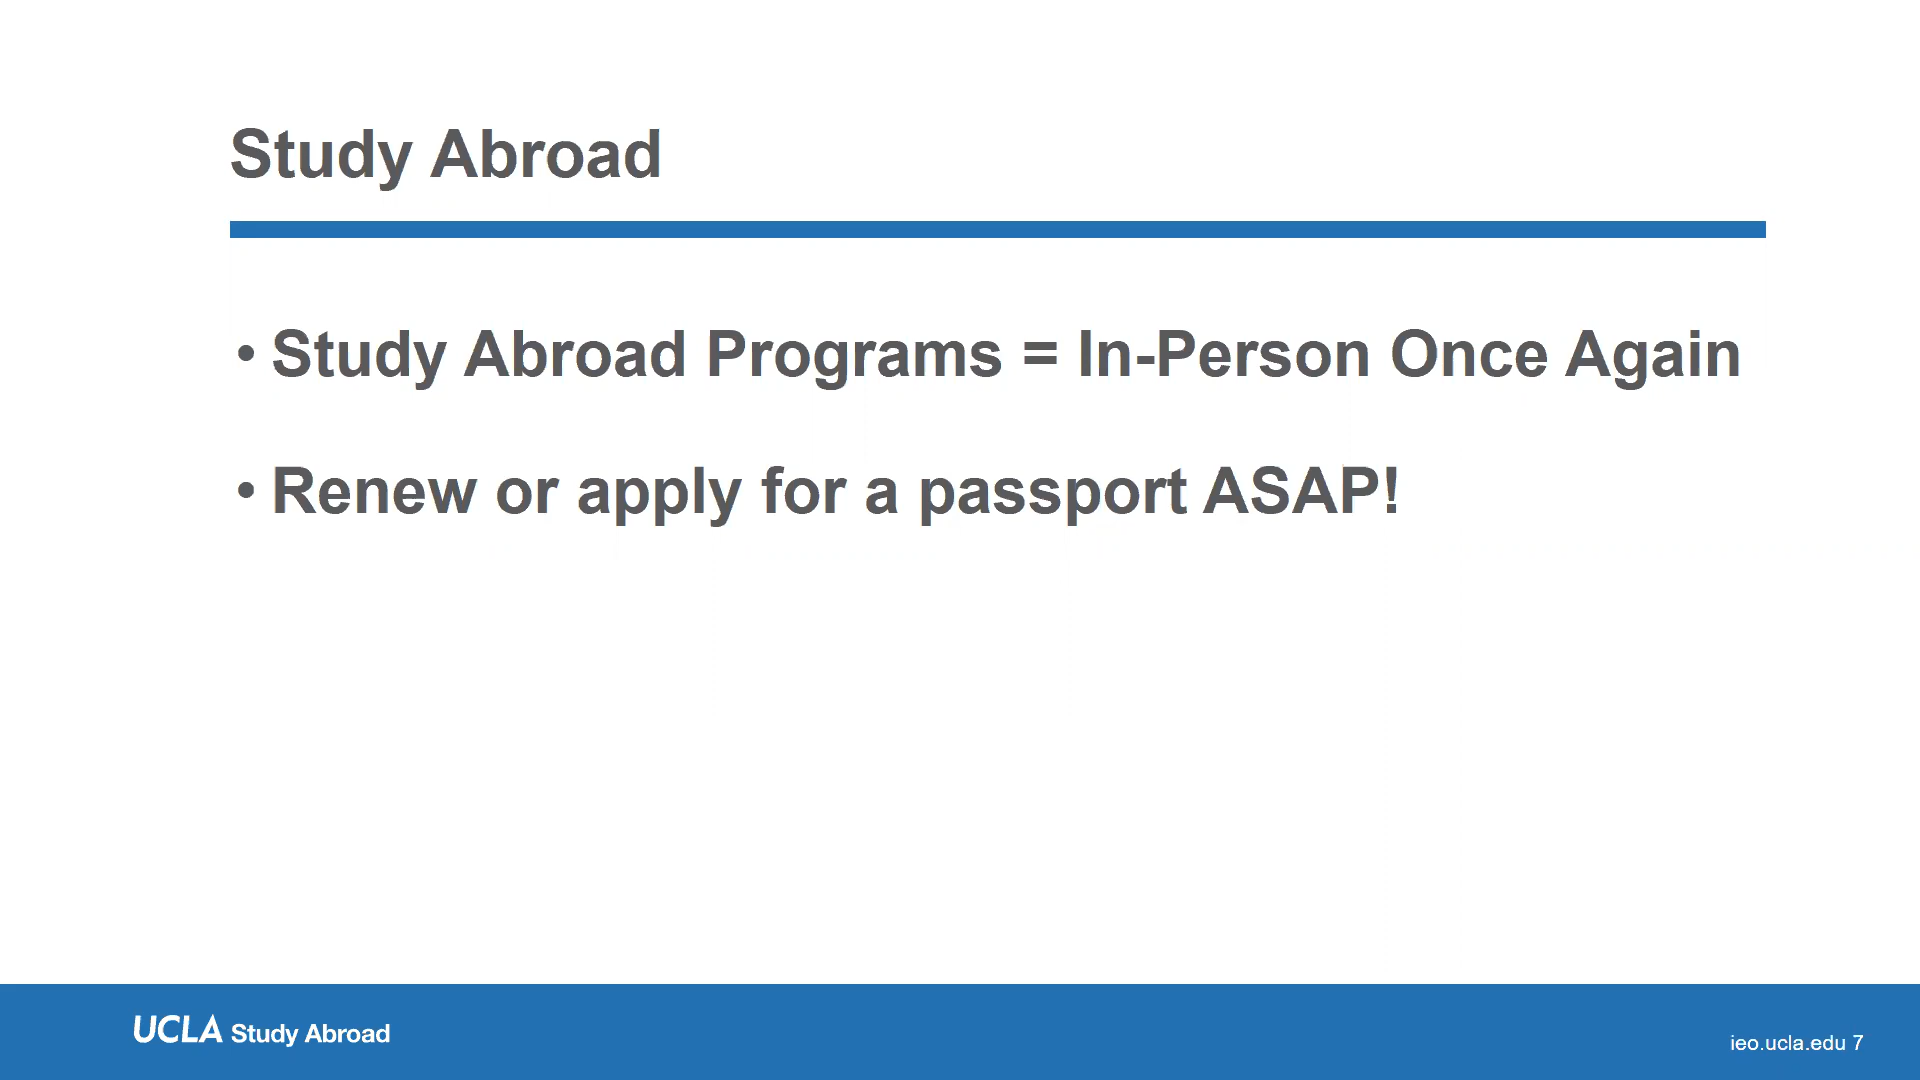 Study Abroad
• Study Abroad Programs = In-Person Once Again
• Renew or apply for a passport ASAP!
UCLA Study Abroad
ieo.ucla.edu 7